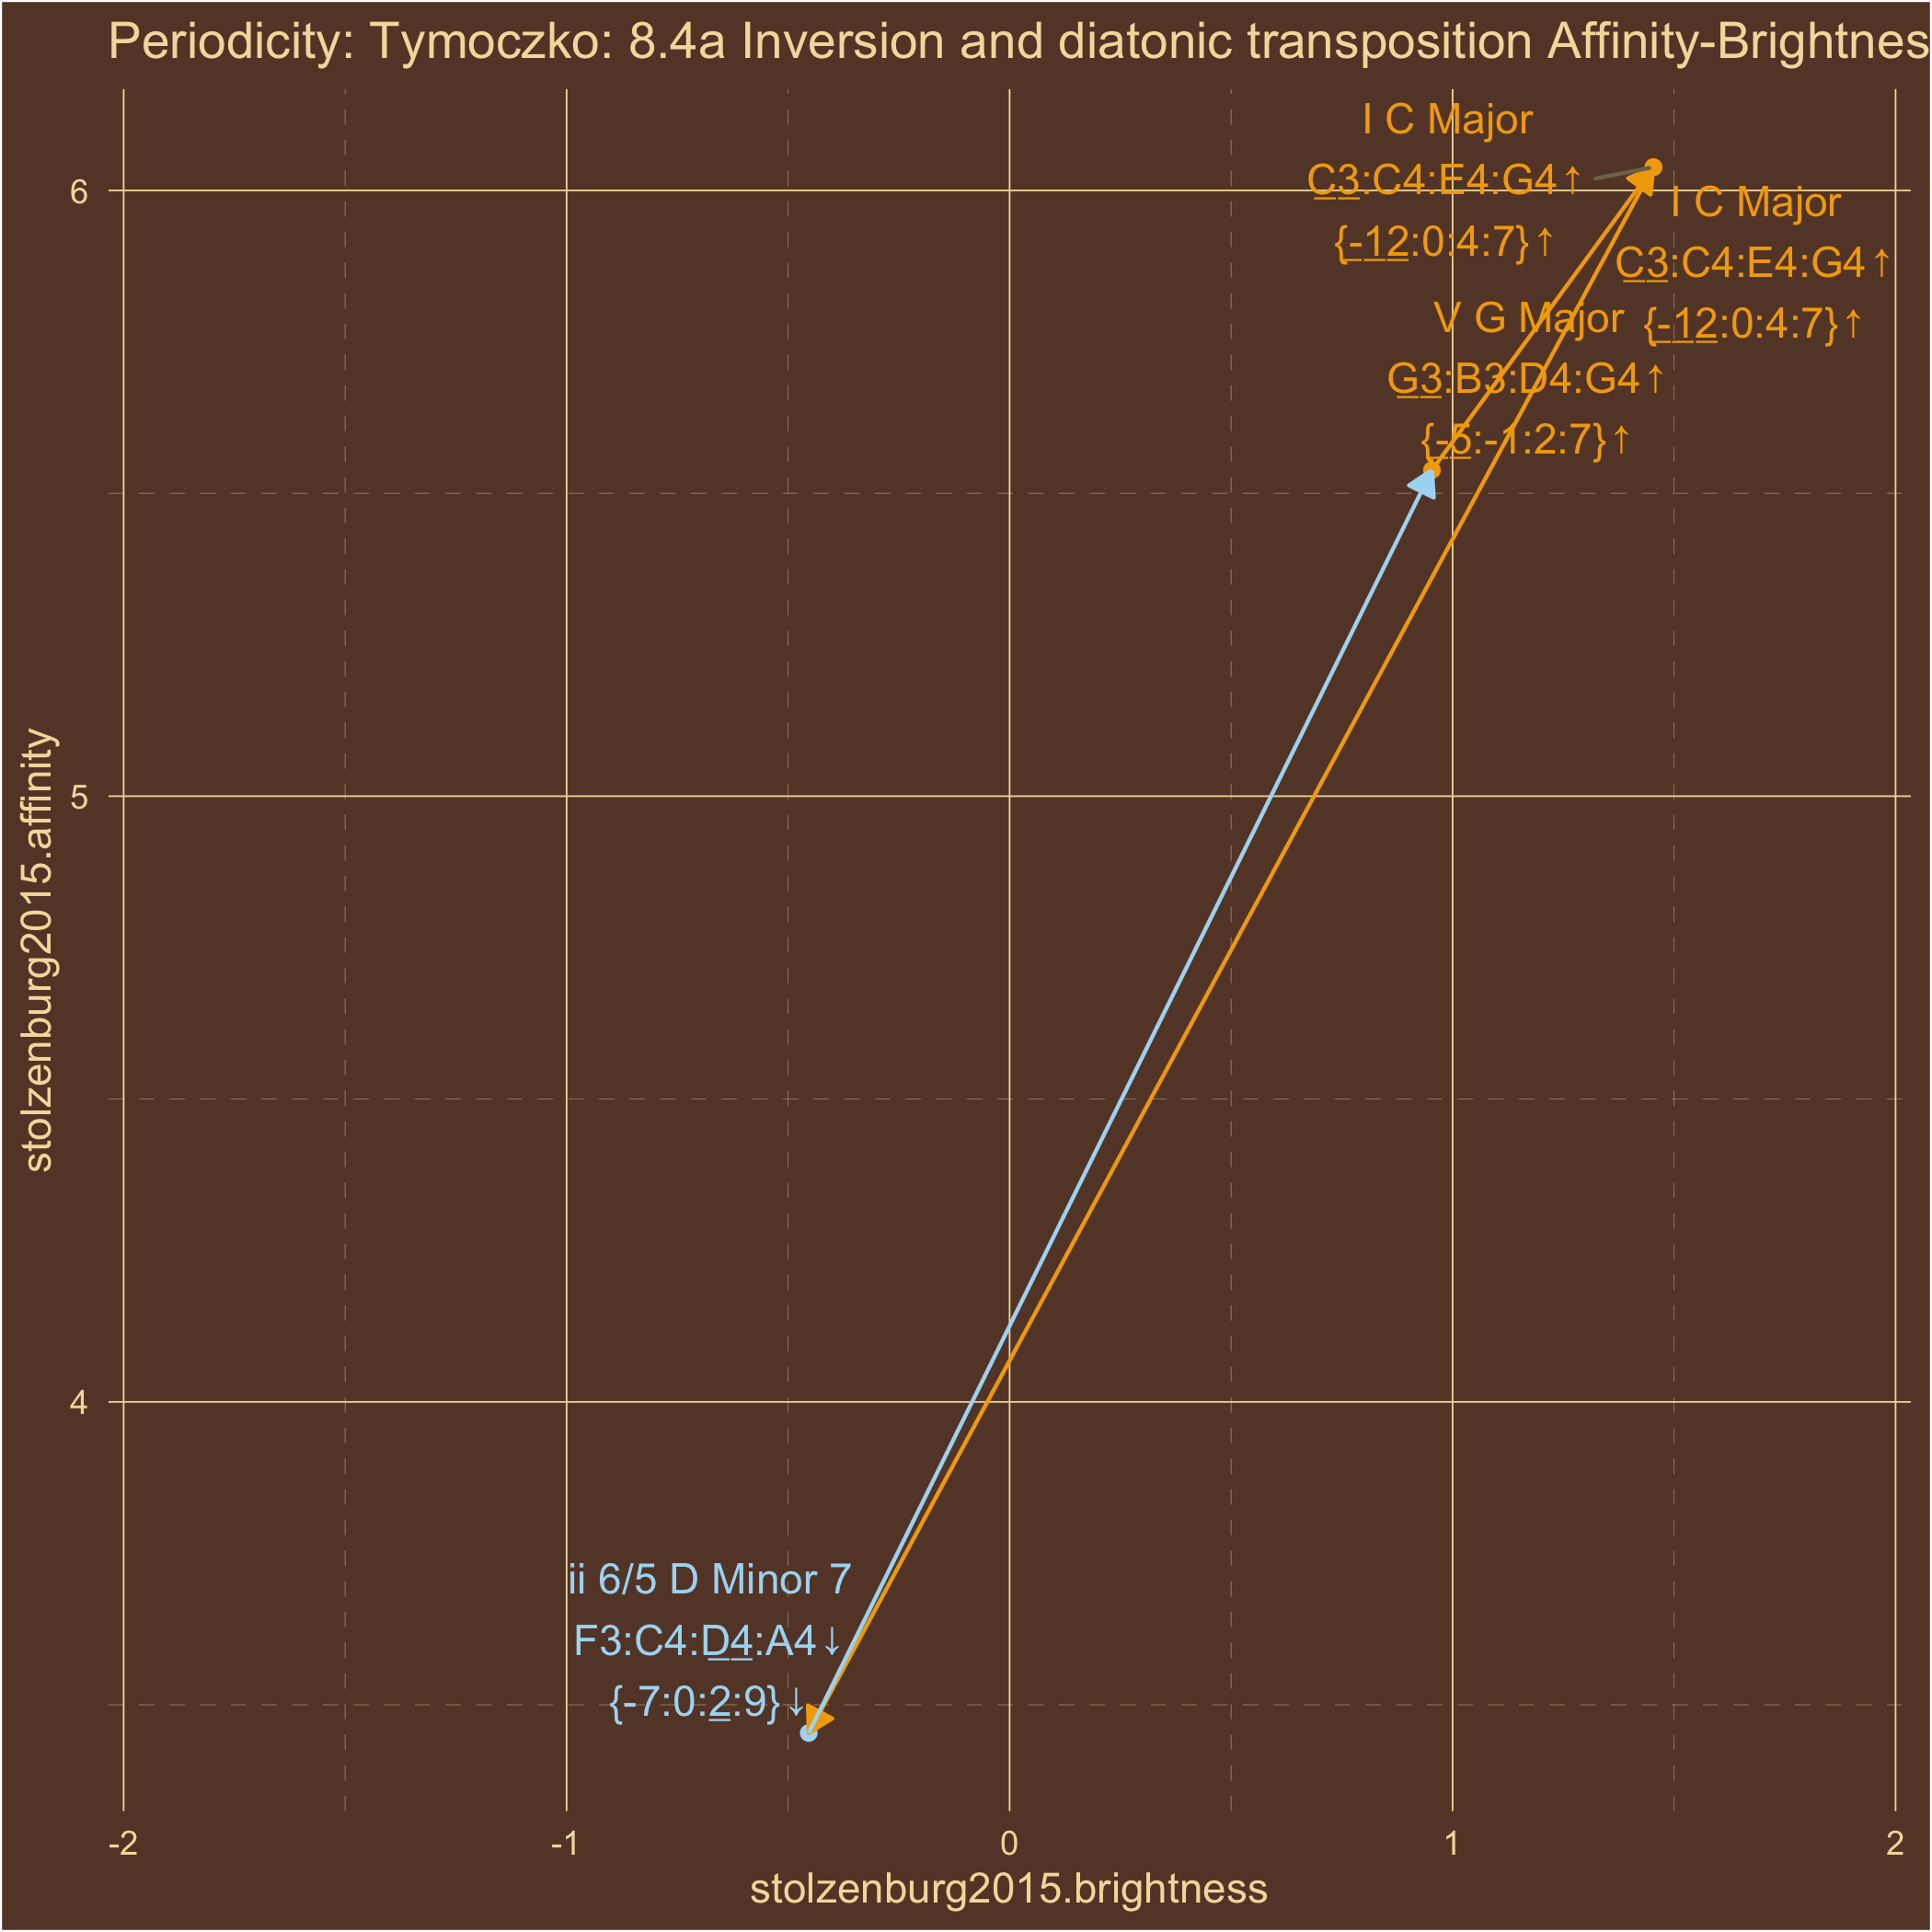 Periodicity: Tymoczko: 8.4a Inversion and diatonic transposition Affinity-Brightnes
I C Major
C3:C4:E4:G4↑
{-12:0:4:7}↑
I C Major
C3:C4:E4:G4↑
{-12:0:4:7}↑
V G Major
G3:B3:D4:G4↑
{-5:-1:2:7}↑
ii 6/5 D Minor 7
F3:C4:D4:A4↓
{-7:0:2:9}↓
6
5
4
stolzenburg2015.affinity
-2
-1
0
1
2
stolzenburg2015.brightness